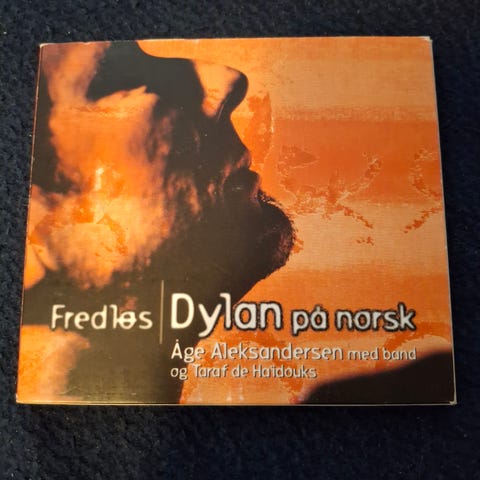 Fredløs | Dylan på norsk
Åge Aleksandersen med band
og Taraf de Haïdouks